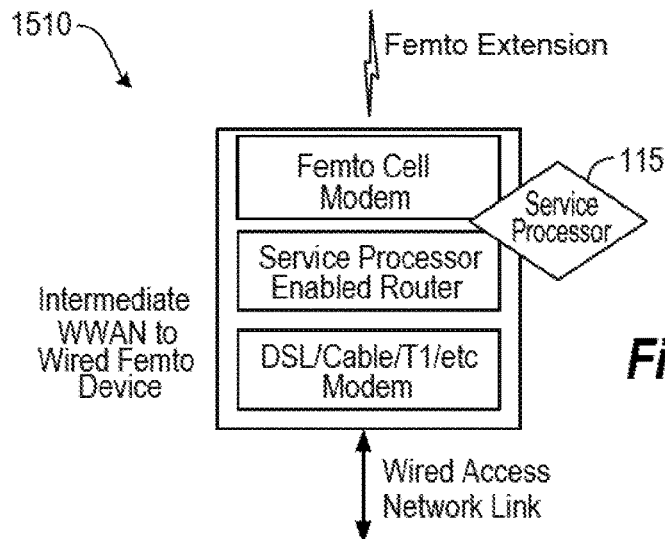 1510
Femto Extension
Femto Cell
Modem
115
Service
Processor
Service Processor
Enabled Router
Intermediate
WWAN to
Wired Femto
Device
DSL/Cable/T1/etc
Modem
Fi
Wired Access
Network Link